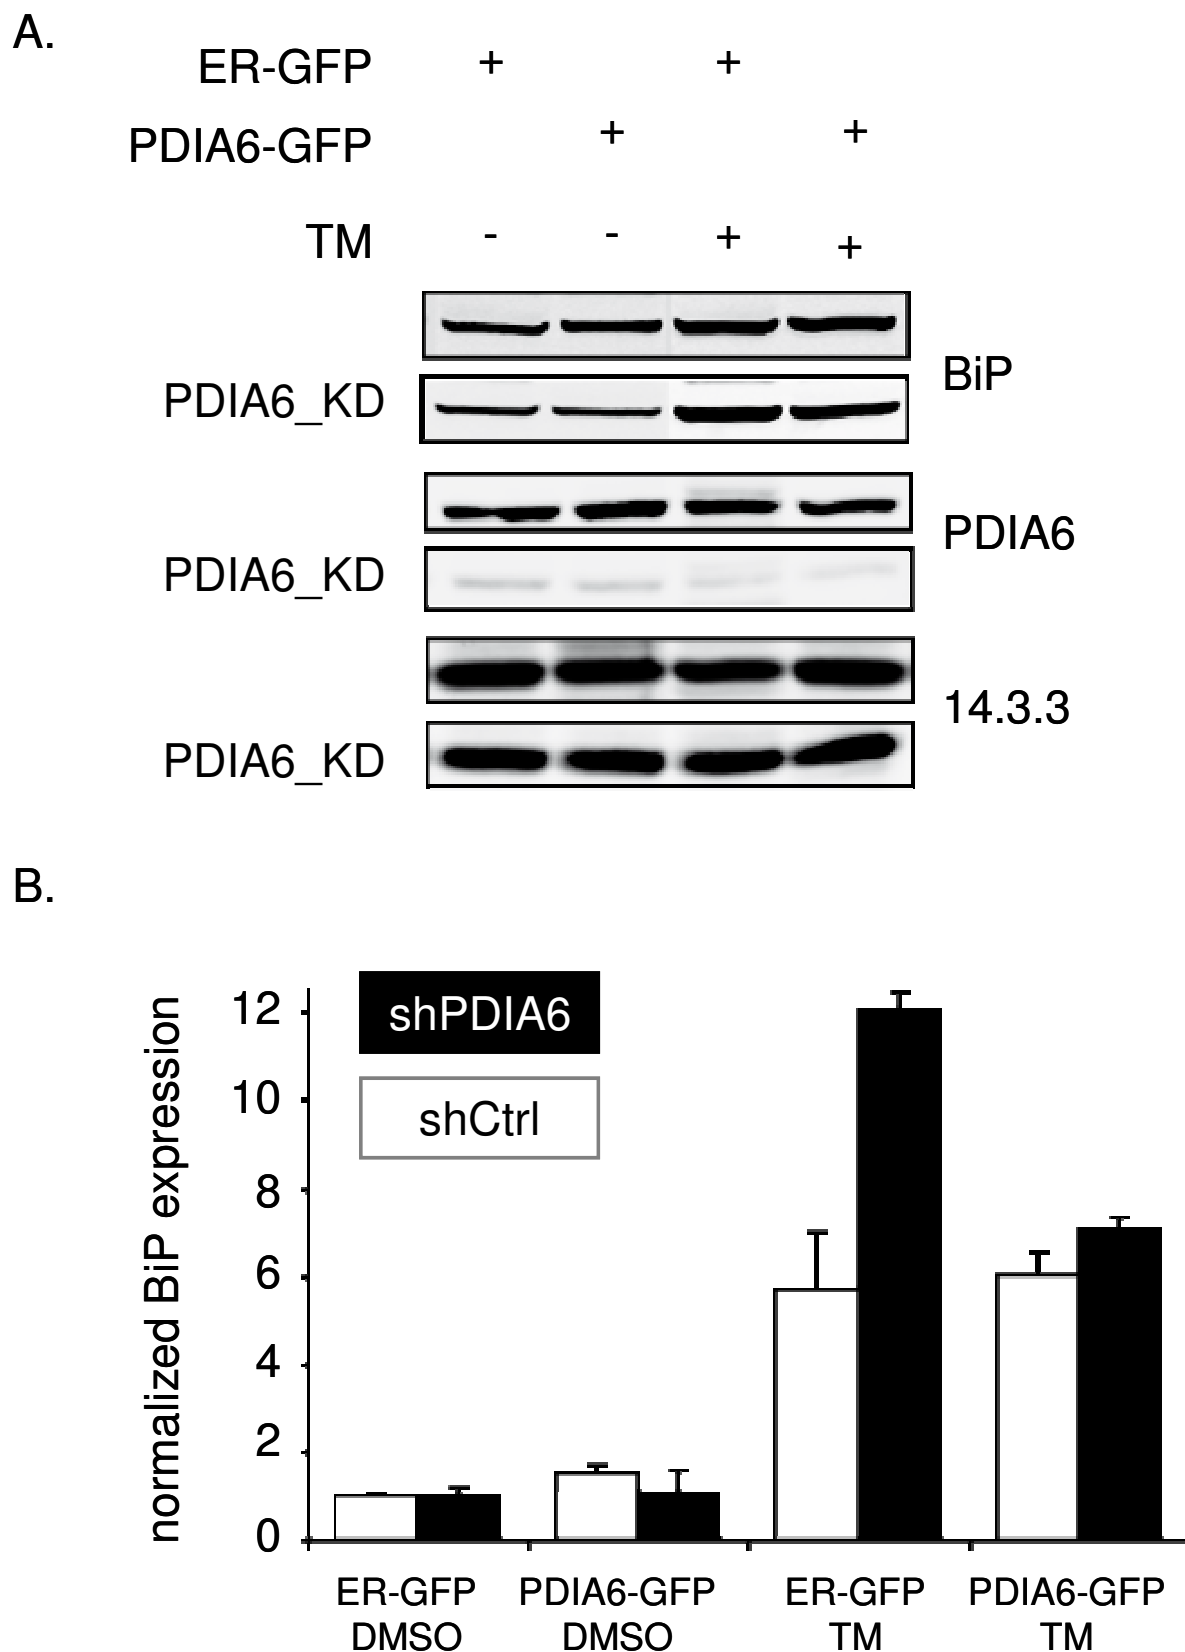 A.
ER-GFP + +
PDIA6-GFP + +
TM - - + +
BiP
PDIA6_KD
PDIA6
PDIA6_KD
14.3.3
PDIA6_KD
B.
normalized BiP expression
12
10
8
6
4
2
0
shPDIA6
shCtrl
ER-GFP DMSO
PDIA6-GFP DMSO
ER-GFP TM
PDIA6-GFP TM